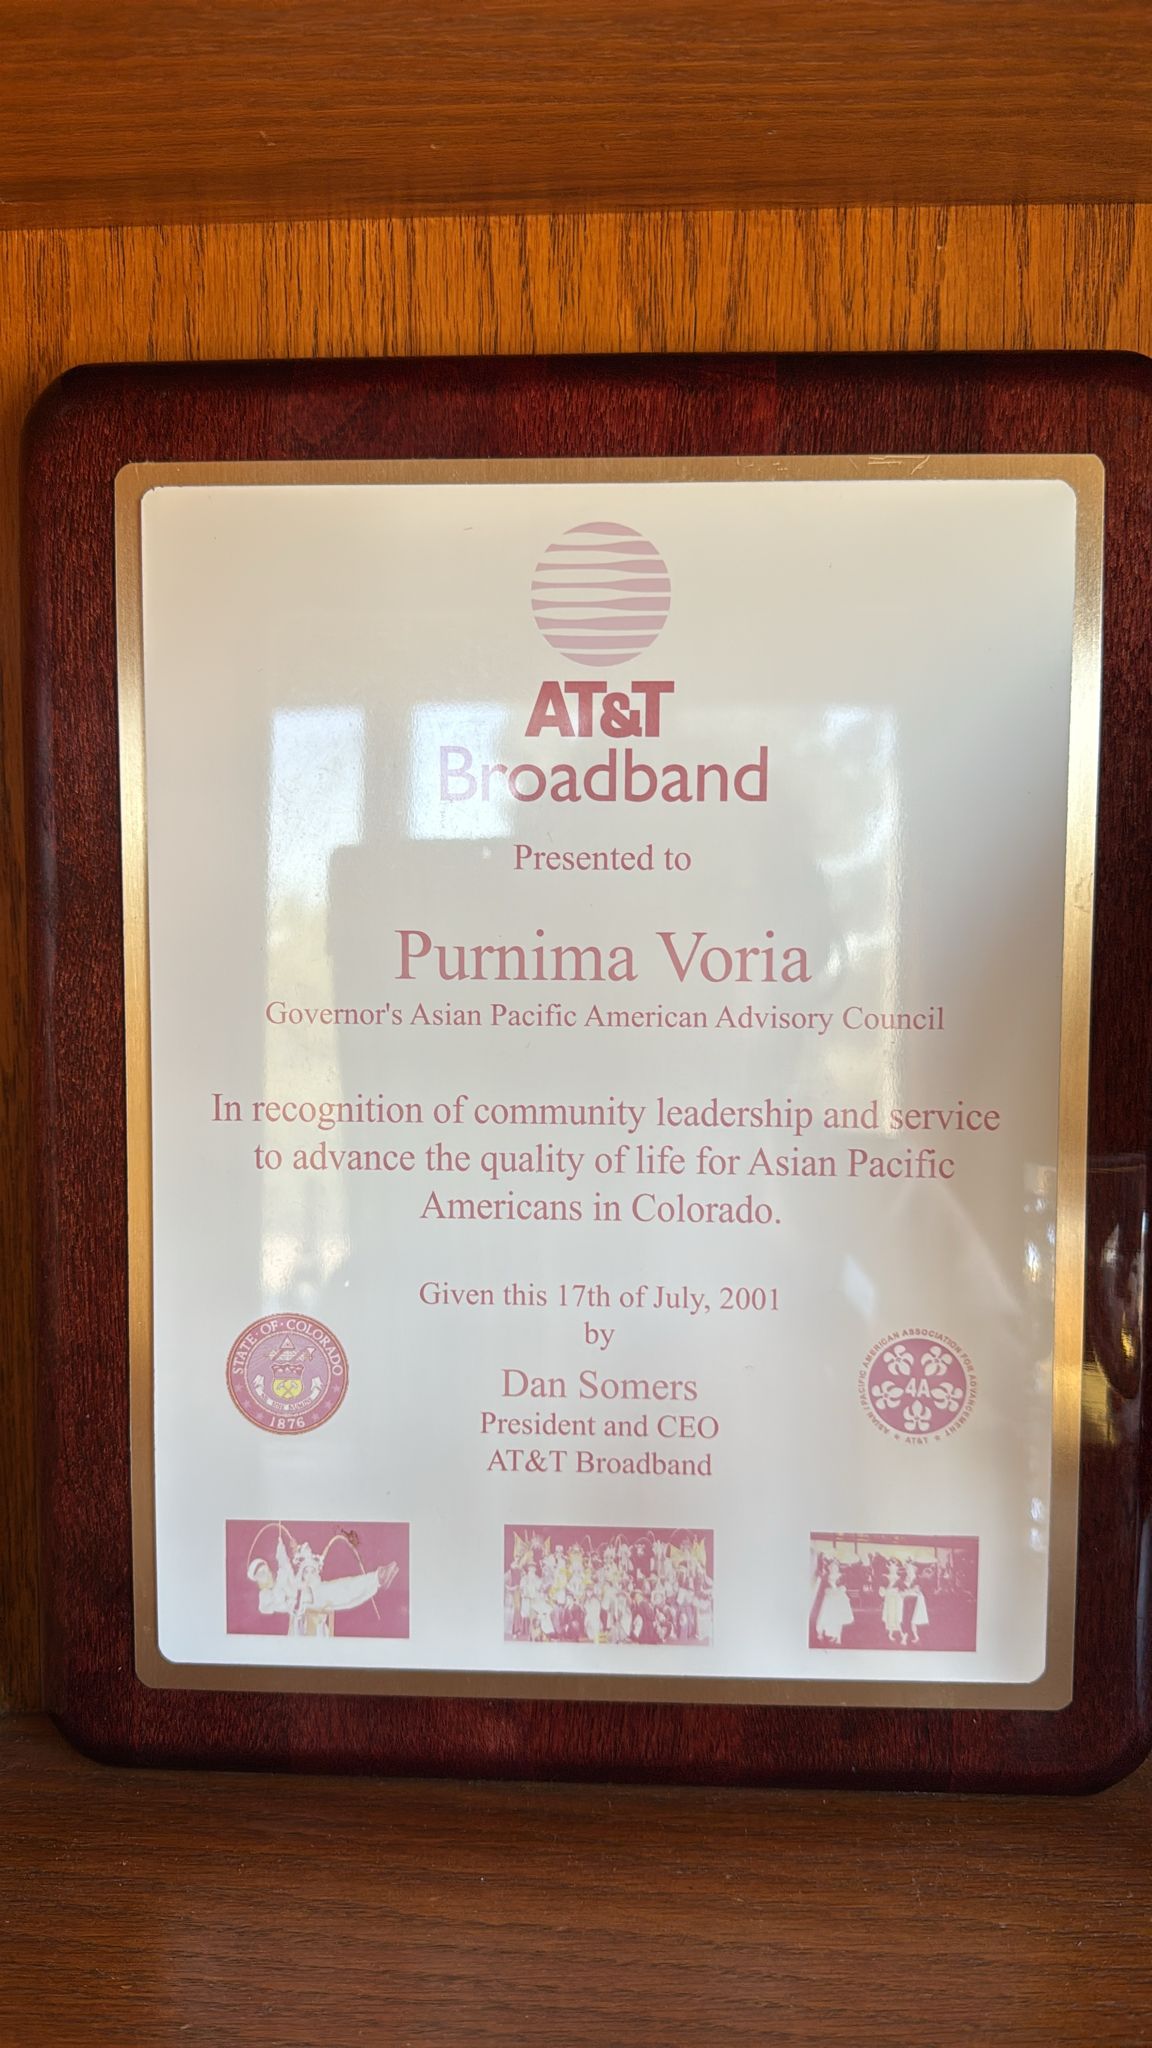 AT&T
Broadband
Presented to
Purnima Voria
Governor's Asian Pacific American Advisory Council
In recognition of community leadership and service
to advance the quality of life for Asian Pacific
Americans in Colorado.
Given this 17th of July, 2001
by
Dan Somers
President and CEO
AT&T Broadband
STATE OF COLORADO
1876
ASIAN / PACIFIC AMERICAN ASSOCIATION FOR ADVANCEMENT
4A
AT&T